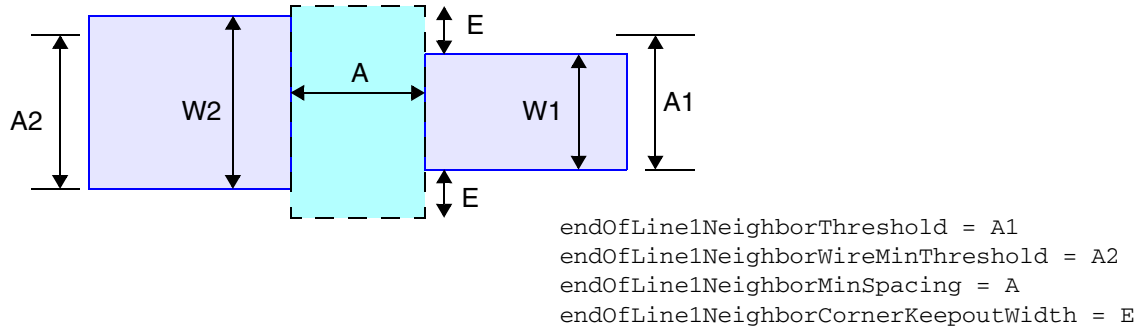 E
A
A2
W2
W1
A1
E
endOfLine1NeighborThreshold = A1
endOfLine1NeighborWireMinThreshold = A2
endOfLine1NeighborMinSpacing = A
endOfLine1NeighborCornerKeepoutWidth = E